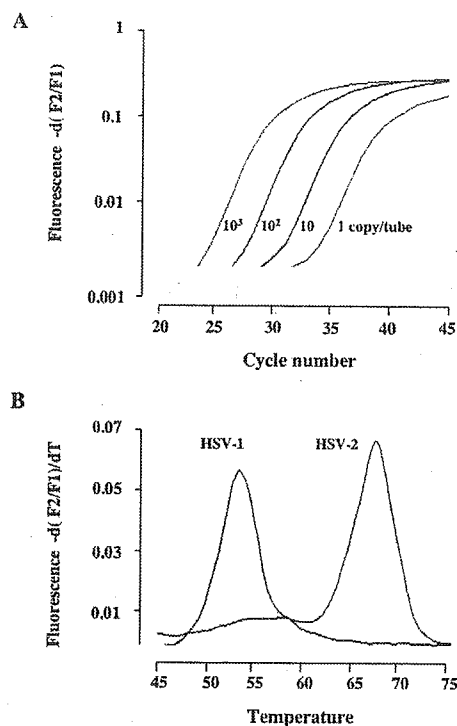 A
Fluorescence -d( F2/F1)
1
0.1
0.01
0.001
10³ 10² 10 1 copy/tube
20 25 30 35 40 45
Cycle number
B
Fluorescence -d( F2/F1)/dT
0.07
0.05
0.03
0.01
HSV-1 HSV-2
45 50 55 60 65 70 75
Temperature